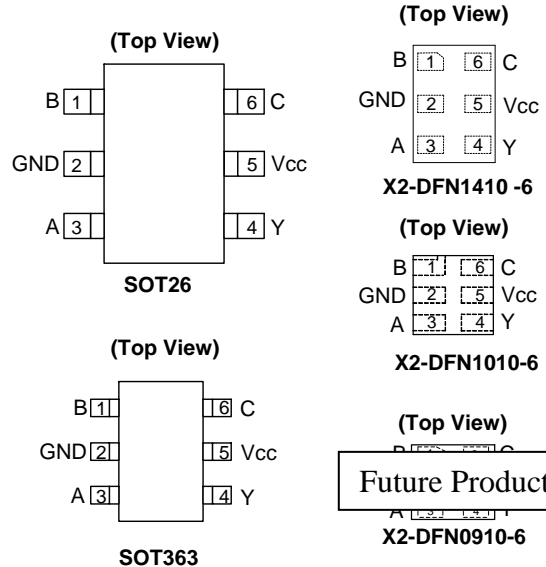 (Top View)
B 1 6 C
GND 2 5 Vcc
A 3 4 Y
SOT26
(Top View)
B 1 6 C
GND 2 5 Vcc
A 3 4 Y
SOT363
(Top View)
B 1 6 C
GND 2 5 Vcc
A 3 4 Y
X2-DFN1410 -6
(Top View)
B 1 6 C
GND 2 5 Vcc
A 3 4 Y
X2-DFN1010-6
(Top View)
Future Product
X2-DFN0910-6